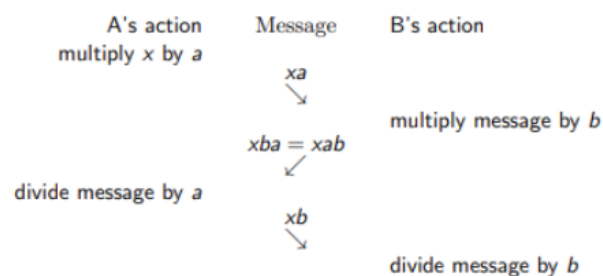 A's action Message B's action
multiply x by a
xa
↘
multiply message by b
xba = xab
↙
divide message by a
xb
↘
divide message by b